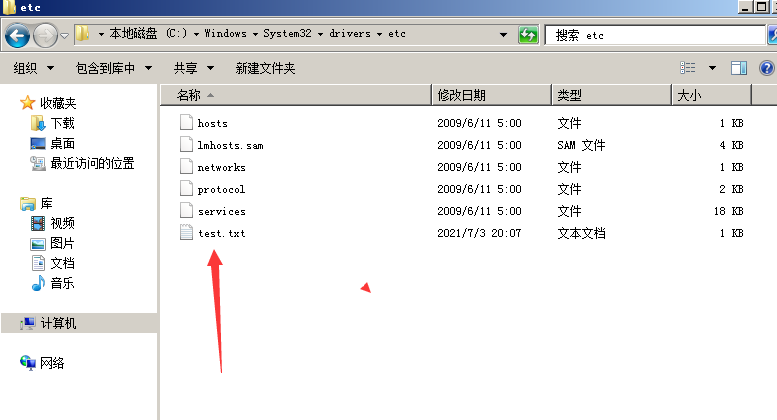 etc
本地磁盘 (C:) Windows System32 drivers etc
搜索 etc
组织 包含到库中 共享 新建文件夹
收藏夹
下载
桌面
最近访问的位置
库
视频
图片
文档
音乐
计算机
网络
名称 修改日期 类型 大小
hosts 2009/6/11 5:00 文件 1 KB
lmhosts.sam 2009/6/11 5:00 SAM 文件 4 KB
networks 2009/6/11 5:00 文件 1 KB
protocol 2009/6/11 5:00 文件 2 KB
services 2009/6/11 5:00 文件 18 KB
test.txt 2021/7/3 20:07 文本文档 1 KB